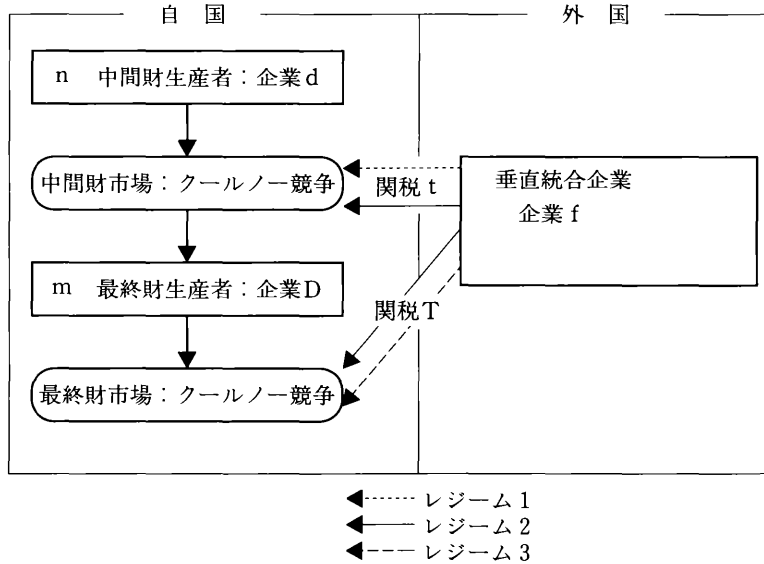 自国
外国
n 中間財生産者：企業d
中間財市場：クールノー競争
関税t
垂直統合企業
企業f
m 最終財生産者：企業D
関税T
最終財市場：クールノー競争
レジーム1
レジーム2
レジーム3